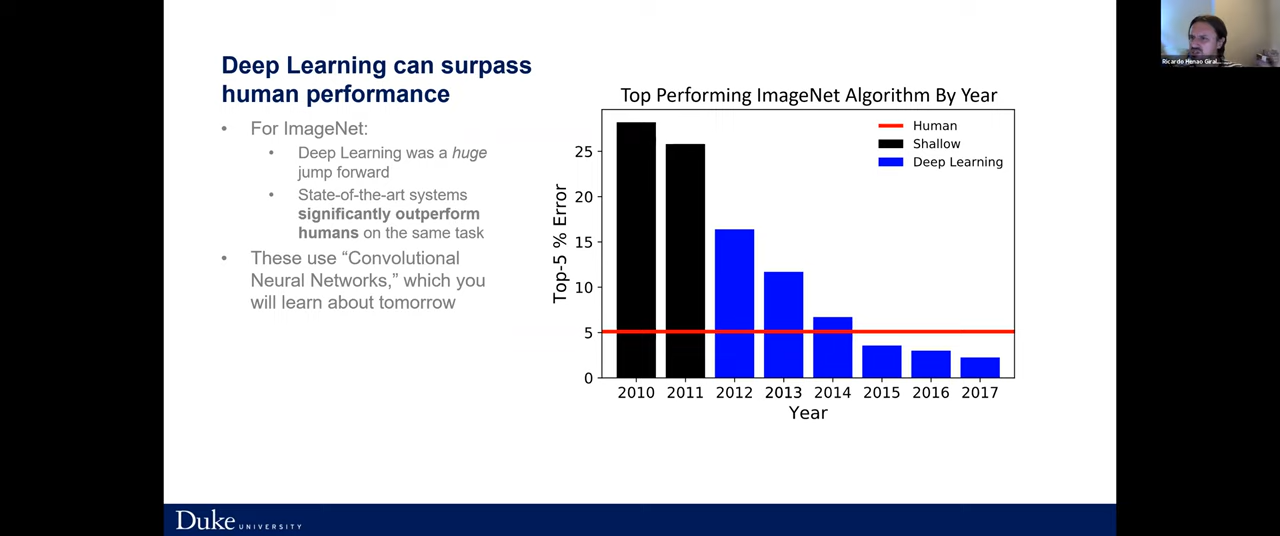 Deep Learning can surpass
human performance
• For ImageNet:
• Deep Learning was a huge
jump forward
• State-of-the-art systems
significantly outperform
humans on the same task
• These use “Convolutional
Neural Networks,” which you
will learn about tomorrow
Top Performing ImageNet Algorithm By Year
Human
Shallow
Deep Learning
Top-5 % Error
25
20
15
10
5
0
2010 2011 2012 2013 2014 2015 2016 2017
Year
Ricardo Henao Giral...
Duke UNIVERSITY